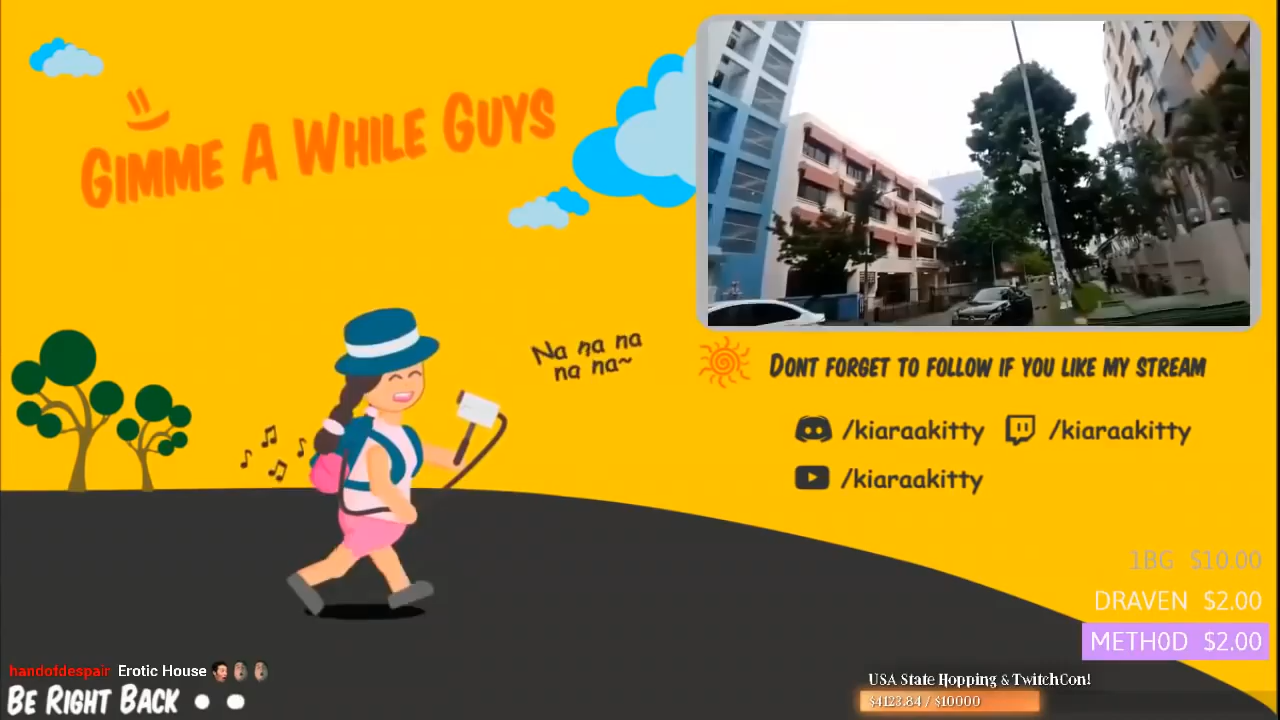 GIMME A WHILE GUYS
Na na na
na na~
DONT FORGET TO FOLLOW IF YOU LIKE MY STREAM
/kiaraakitty /kiaraakitty
/kiaraakitty
1BG $10.00
DRAVEN $2.00
METH0D $2.00
handofdespair Erotic House
BE RIGHT BACK
USA State Hopping & TwitchCon!
$4123.84 / $10000